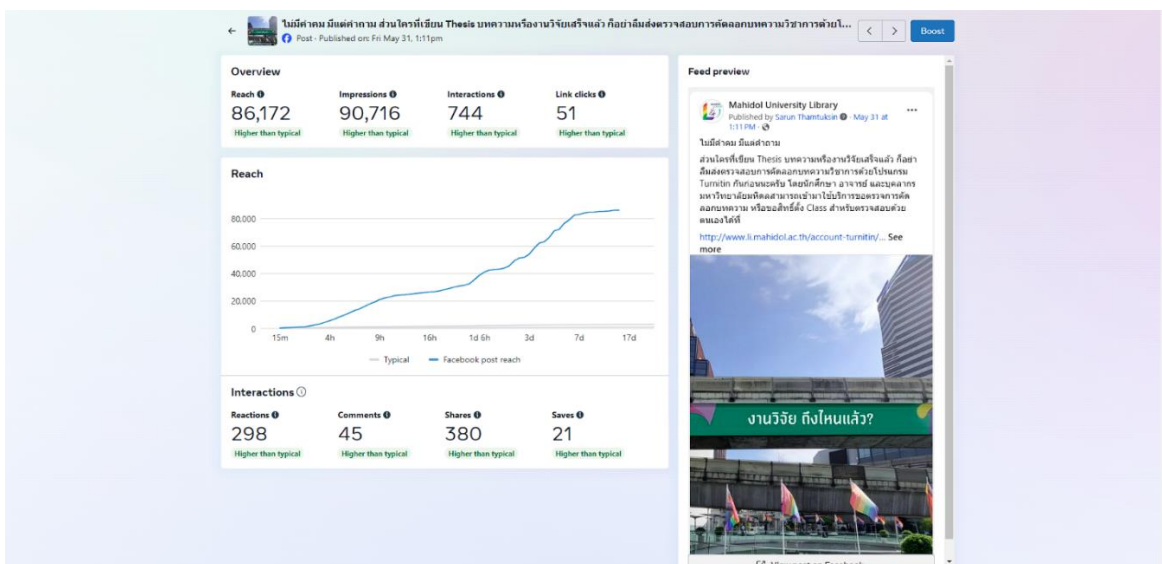 ไม่มีคำคม มีแต่คำถาม ส่วนใครที่เขียน Thesis บทความหรืองานวิจัยเสร็จแล้ว ก็อย่าลืมส่งตรวจสอบการคัดลอกบทความวิชาการด้วยโ...
Post · Published on: Fri May 31, 1:11pm
Boost
Overview
Reach
Impressions
Interactions
Link clicks
86,172
90,716
744
51
Higher than typical
Higher than typical
Higher than typical
Higher than typical
Reach
80,000
60,000
40,000
20,000
0
15m 4h 9h 16h 1d 6h 3d 7d 17d
Typical
Facebook post reach
Interactions
Reactions
Comments
Shares
Saves
298
45
380
21
Higher than typical
Higher than typical
Higher than typical
Higher than typical
Feed preview
Mahidol University Library
Published by Sarun Thamtuksin · May 31 at
1:11 PM ·
ไม่มีคำคม มีแต่คำถาม
ส่วนใครที่เขียน Thesis บทความหรืองานวิจัยเสร็จแล้ว ก็อย่า
ลืมส่งตรวจสอบการคัดลอกบทความวิชาการด้วยโปรแกรม
Turnitin กันก่อนนะครับ โดยนักศึกษา อาจารย์ และบุคลากร
มหาวิทยาลัยมหิดลสามารถเข้ามาใช้บริการขอตรวจการคัด
ลอกบทความ หรือขอสิทธิ์ตั้ง Class สำหรับตรวจสอบด้วย
ตนเองได้ที่
http://www.li.mahidol.ac.th/account-turnitin/... See
more
งานวิจัย ถึงไหนแล้ว?
View post on Facebook